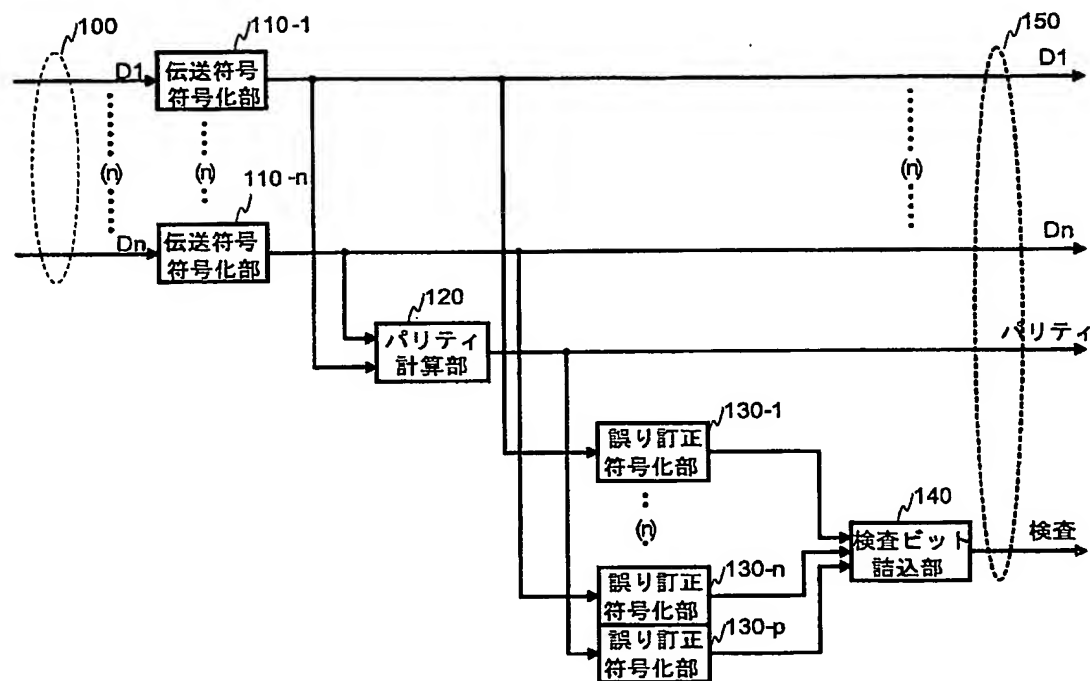 100
110-1
150
D1
伝送符号
符号化部
D1
(n)
(n)
(n)
110-n
Dn
伝送符号
符号化部
Dn
120
パリティ
計算部
パリティ
130-1
誤り訂正
符号化部
(n)
140
検査ビット
詰込部
検査
130-n
誤り訂正
符号化部
130-p
誤り訂正
符号化部